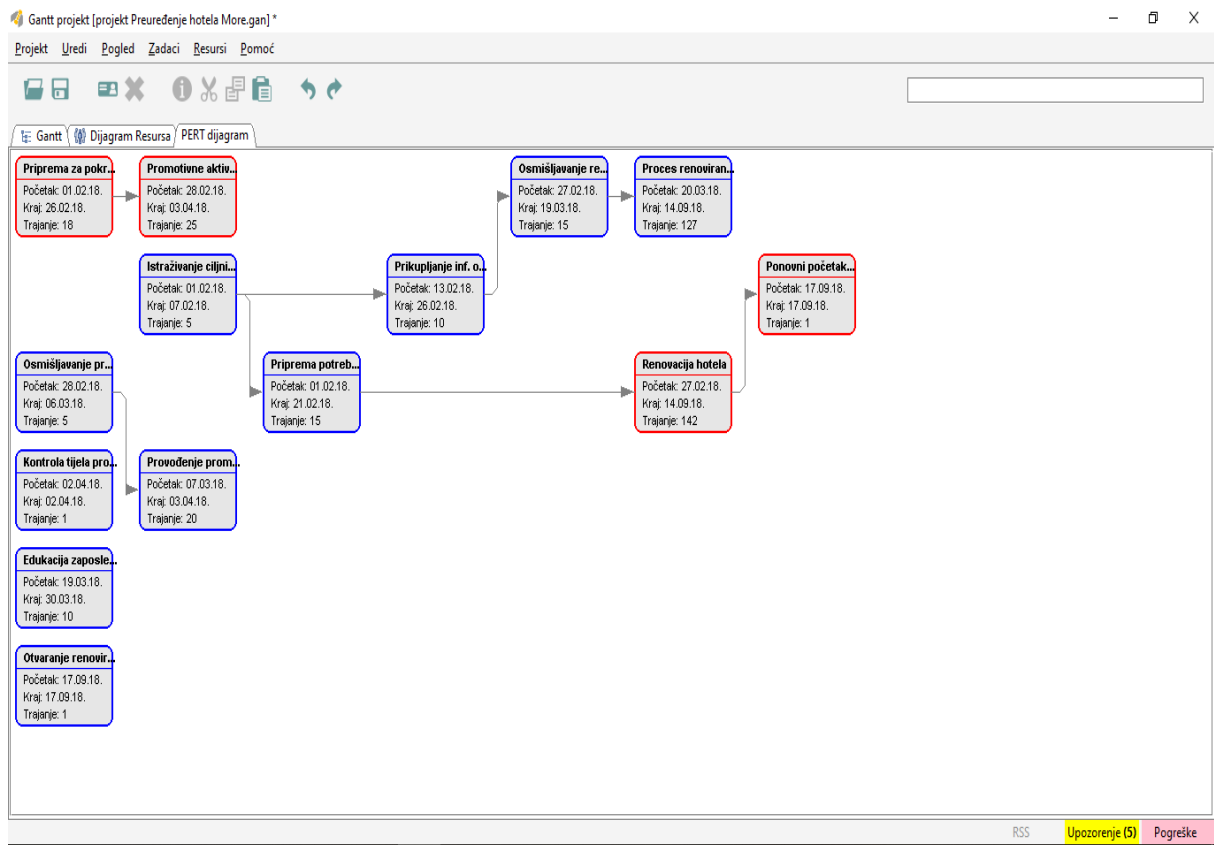 Gantt projekt [projekt Preuređenje hotela More.gan] *
Projekt Uredi Pogled Zadaci Resursi Pomoć
Gantt Dijagram Resursa PERT dijagram
Priprema za pokr...
Početak: 01.02.18.
Kraj: 26.02.18.
Trajanje: 18
Promotivne aktiv...
Početak: 28.02.18.
Kraj: 03.04.18.
Trajanje: 25
Osmišljavanje re...
Početak: 27.02.18.
Kraj: 19.03.18.
Trajanje: 15
Proces renoviran...
Početak: 20.03.18.
Kraj: 14.09.18.
Trajanje: 127
Istraživanje ciljni...
Početak: 01.02.18.
Kraj: 07.02.18.
Trajanje: 5
Prikupljanje inf. o...
Početak: 13.02.18.
Kraj: 26.02.18.
Trajanje: 10
Ponovni početak...
Početak: 17.09.18.
Kraj: 17.09.18.
Trajanje: 1
Osmišljavanje pr...
Početak: 28.02.18.
Kraj: 06.03.18.
Trajanje: 5
Priprema potreb...
Početak: 01.02.18.
Kraj: 21.02.18.
Trajanje: 15
Renovacija hotela
Početak: 27.02.18.
Kraj: 14.09.18.
Trajanje: 142
Kontrola tijela pro...
Početak: 02.04.18.
Kraj: 02.04.18.
Trajanje: 1
Provođenje prom...
Početak: 07.03.18.
Kraj: 03.04.18.
Trajanje: 20
Edukacija zaposle...
Početak: 19.03.18.
Kraj: 30.03.18.
Trajanje: 10
Otvaranje renovir...
Početak: 17.09.18.
Kraj: 17.09.18.
Trajanje: 1
RSS Upozorenje (5) Pogreške